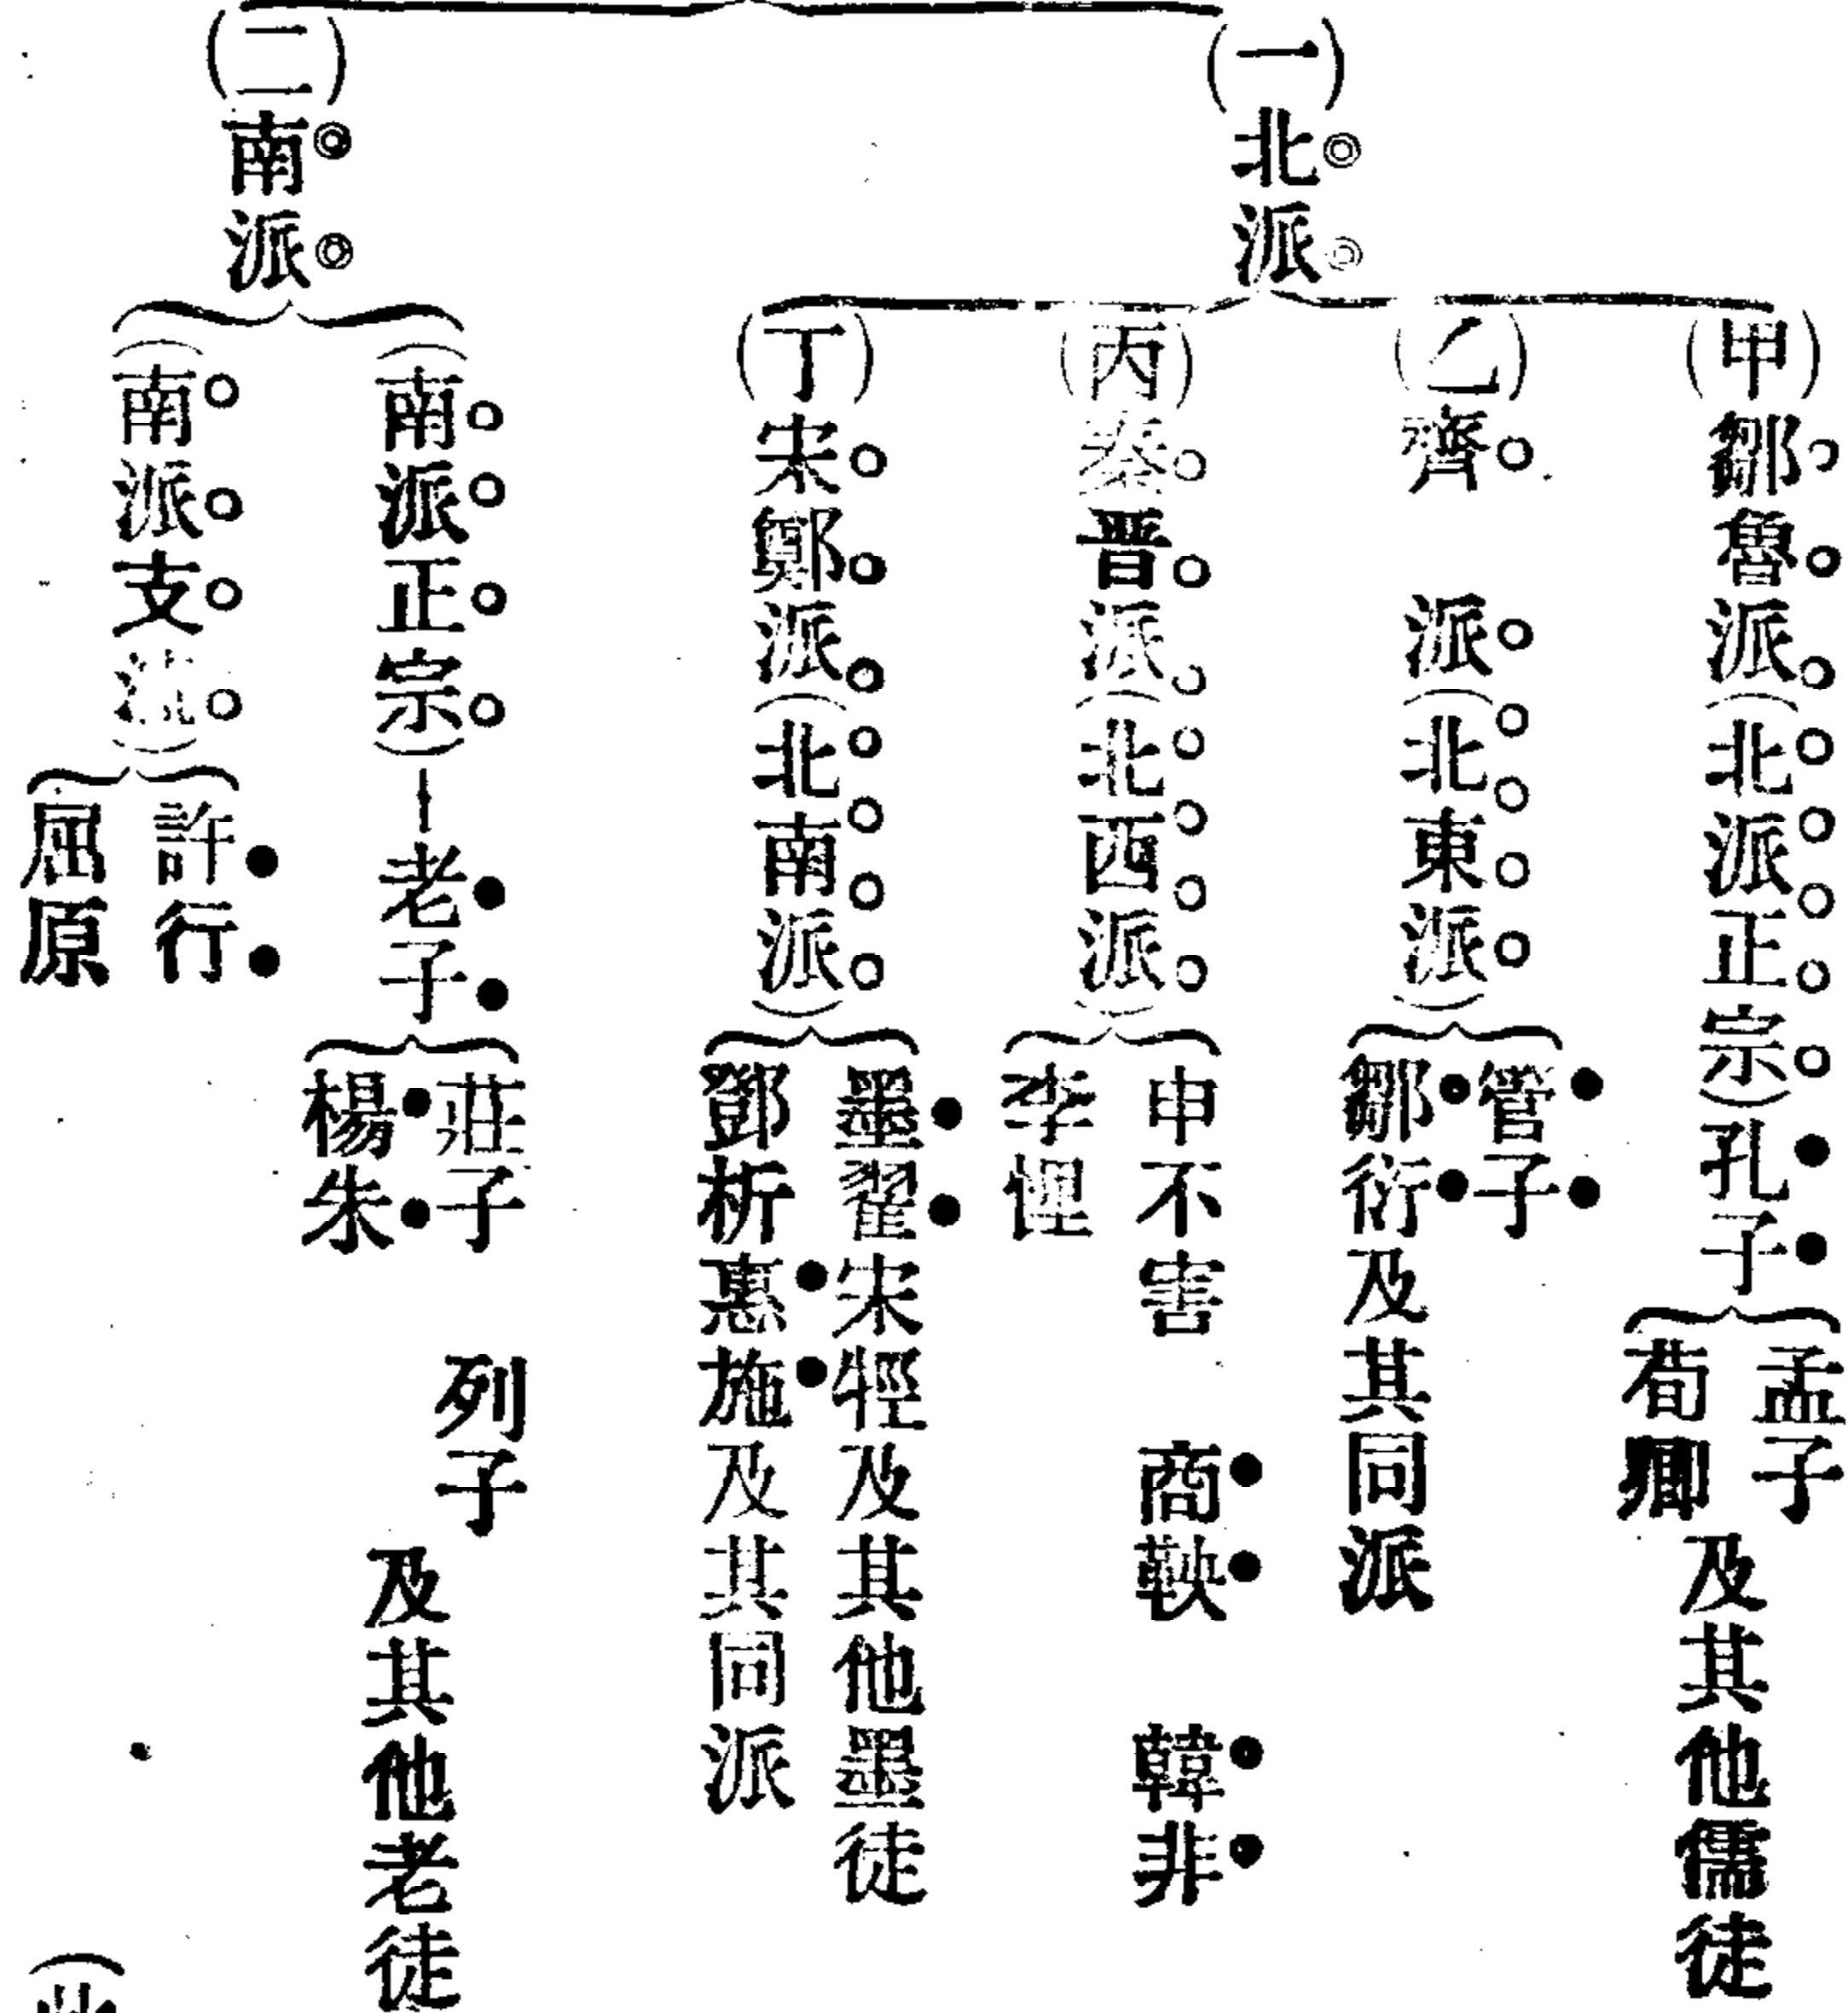 (一)北派
(甲)鄒魯派(北派正宗)孔子
孟子
荀卿
及其他儒徒
(乙)齊派(北東派)
管子
鄒衍及其同派
(丙)秦晋派(北西派)
申不害 商鞅 韓非
李悝
(丁)宋鄭派(北南派)
墨翟宋牼及其他墨徒
鄧析惠施及其同派
(二)南派
(南派正宗)—老子
莊子 列子
楊朱
及其他老徒
(南派支流)
許行
屈原